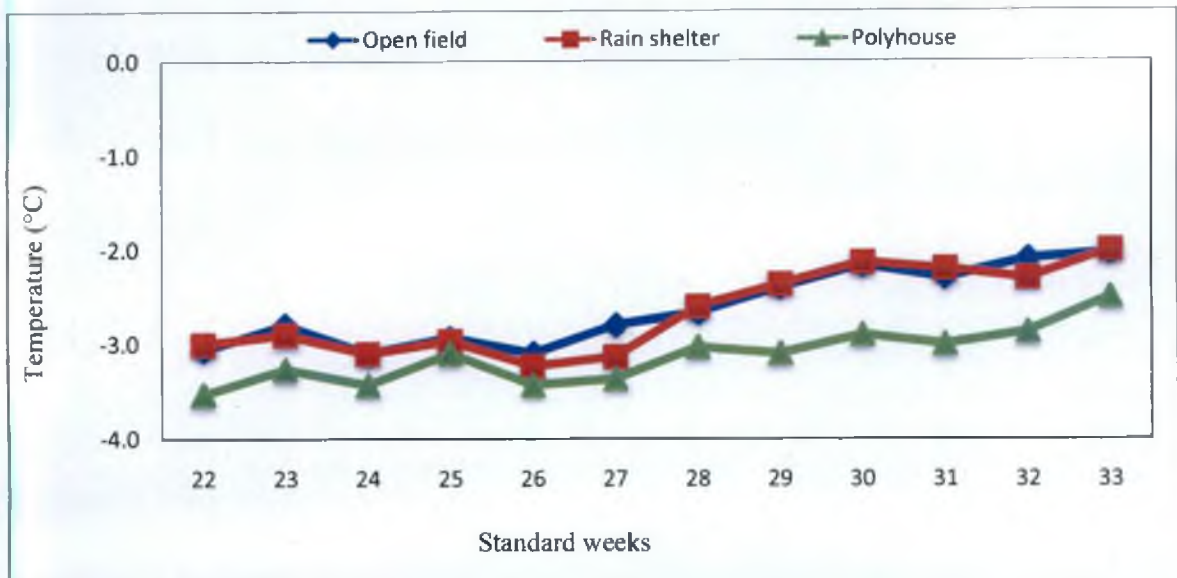 Open field Rain shelter Polyhouse
0.0
-1.0
-2.0
-3.0
-4.0
Temperature (°C)
22 23 24 25 26 27 28 29 30 31 32 33
Standard weeks